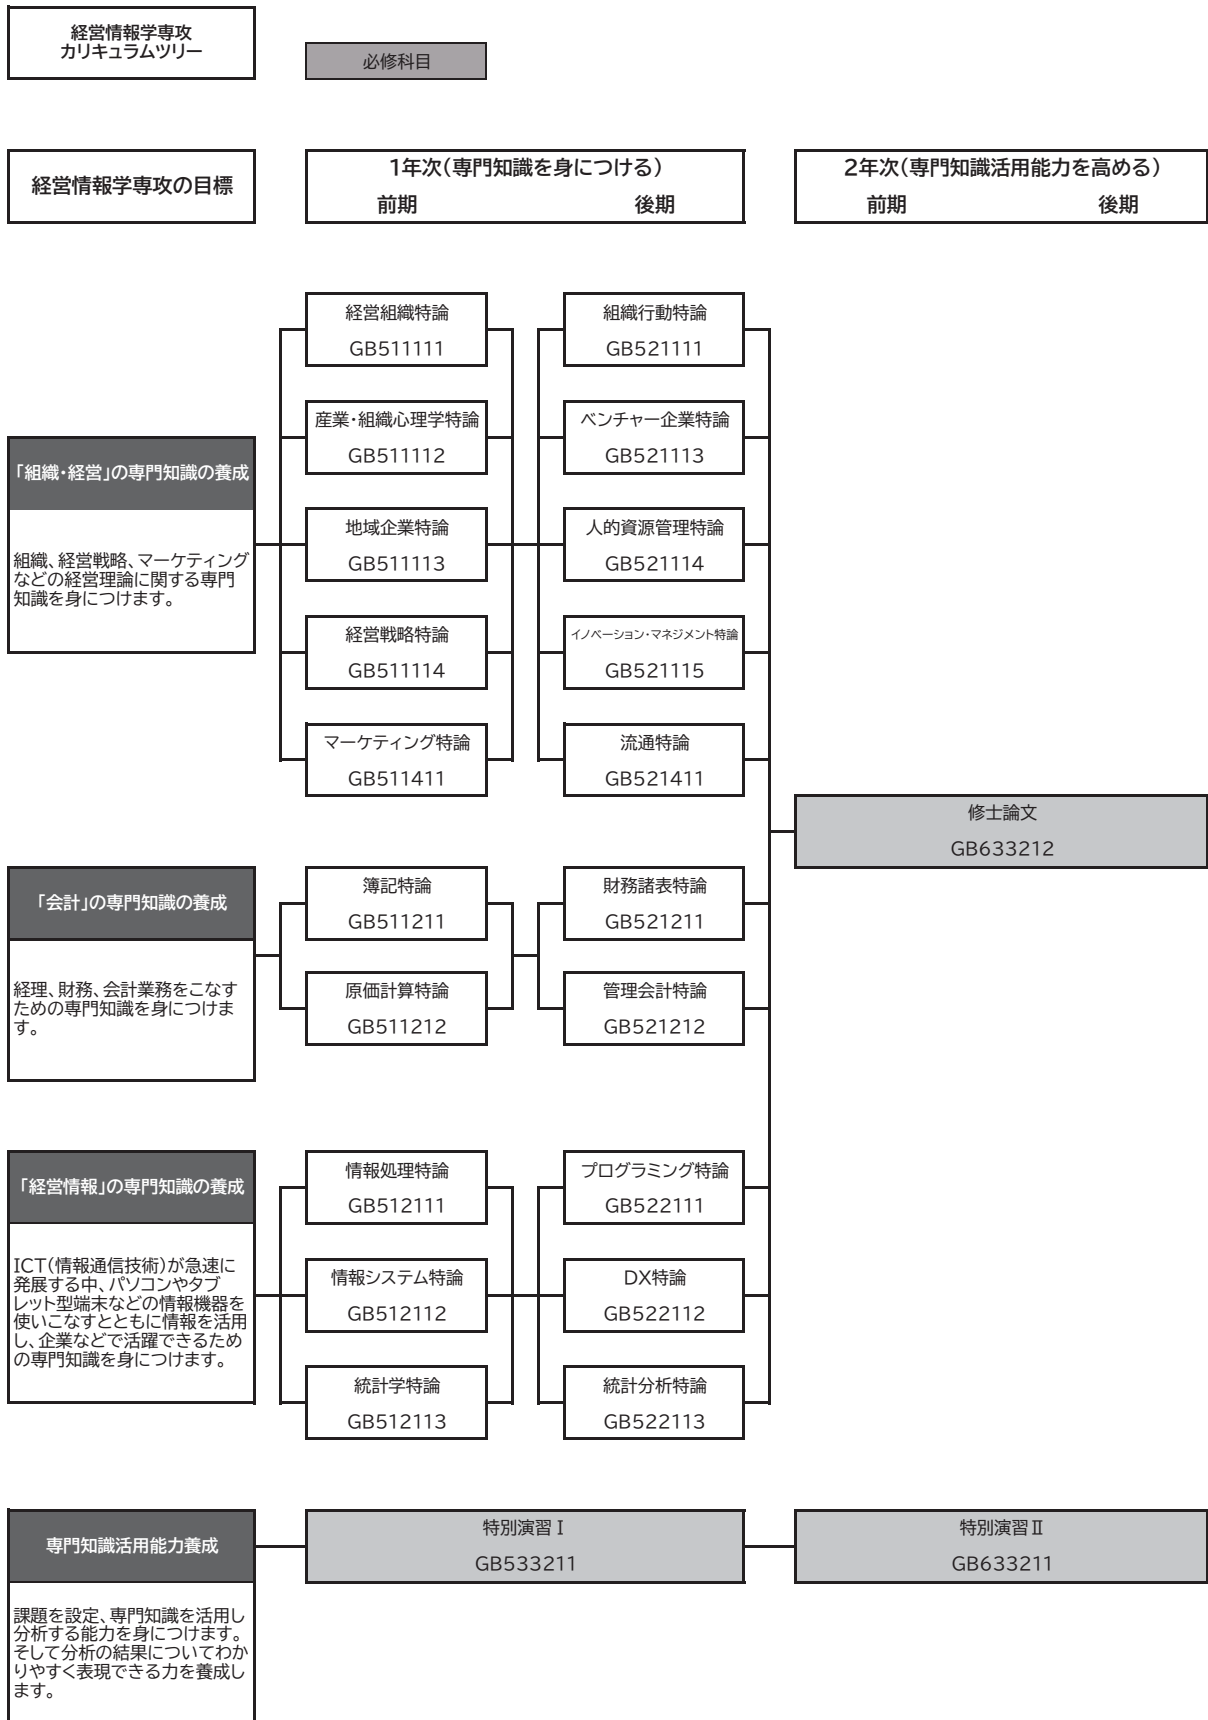 経営情報学専攻
カリキュラムツリー
必修科目
経営情報学専攻の目標
1年次(専門知識を身につける)
前期 後期
2年次(専門知識活用能力を高める)
前期 後期
「組織・経営」の専門知識の養成
組織、経営戦略、マーケティング
などの経営理論に関する専門
知識を身につけます。
経営組織特論
GB511111
産業・組織心理学特論
GB511112
地域企業特論
GB511113
経営戦略特論
GB511114
マーケティング特論
GB511411
組織行動特論
GB521111
ベンチャー企業特論
GB521113
人的資源管理特論
GB521114
イノベーション・マネジメント特論
GB521115
流通特論
GB521411
修士論文
GB633212
「会計」の専門知識の養成
経理、財務、会計業務をこなす
ための専門知識を身につけま
す。
簿記特論
GB511211
原価計算特論
GB511212
財務諸表特論
GB521211
管理会計特論
GB521212
「経営情報」の専門知識の養成
ICT(情報通信技術)が急速に
発展する中、パソコンやタブ
レット型端末などの情報機器を
使いこなすとともに情報を活用
し、企業などで活躍できるため
の専門知識を身につけます。
情報処理特論
GB512111
情報システム特論
GB512112
統計学特論
GB512113
プログラミング特論
GB522111
DX特論
GB522112
統計分析特論
GB522113
専門知識活用能力養成
課題を設定、専門知識を活用し
分析する能力を身につけます。
そして分析の結果についてわか
りやすく表現できる力を養成し
ます。
特別演習Ⅰ
GB533211
特別演習Ⅱ
GB633211